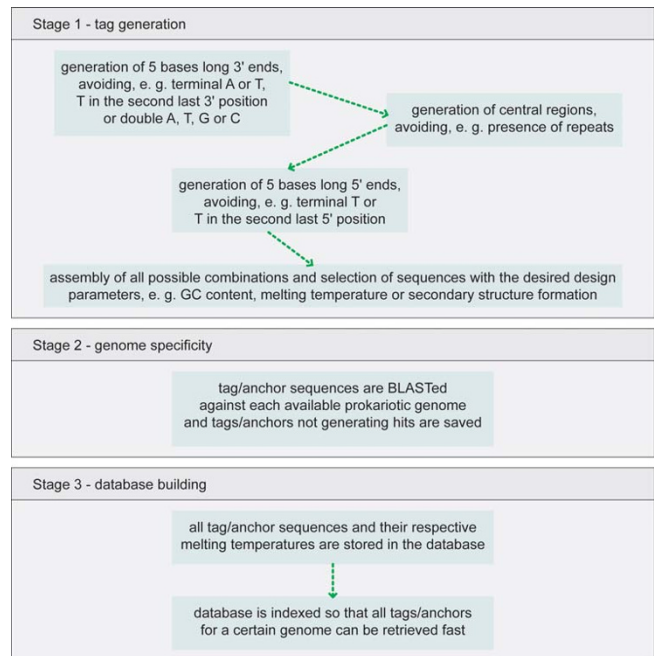 Stage 1 - tag generation
generation of 5 bases long 3' ends,
avoiding, e. g. terminal A or T,
T in the second last 3' position
or double A, T, G or C
generation of central regions,
avoiding, e. g. presence of repeats
generation of 5 bases long 5' ends,
avoiding, e. g. terminal T or
T in the second last 5' position
assembly of all possible combinations and selection of sequences with the desired design
parameters, e. g. GC content, melting temperature or secondary structure formation
Stage 2 - genome specificity
tag/anchor sequences are BLASTed
against each available prokariotic genome
and tags/anchors not generating hits are saved
Stage 3 - database building
all tag/anchor sequences and their respective
melting temperatures are stored in the database
database is indexed so that all tags/anchors
for a certain genome can be retrieved fast